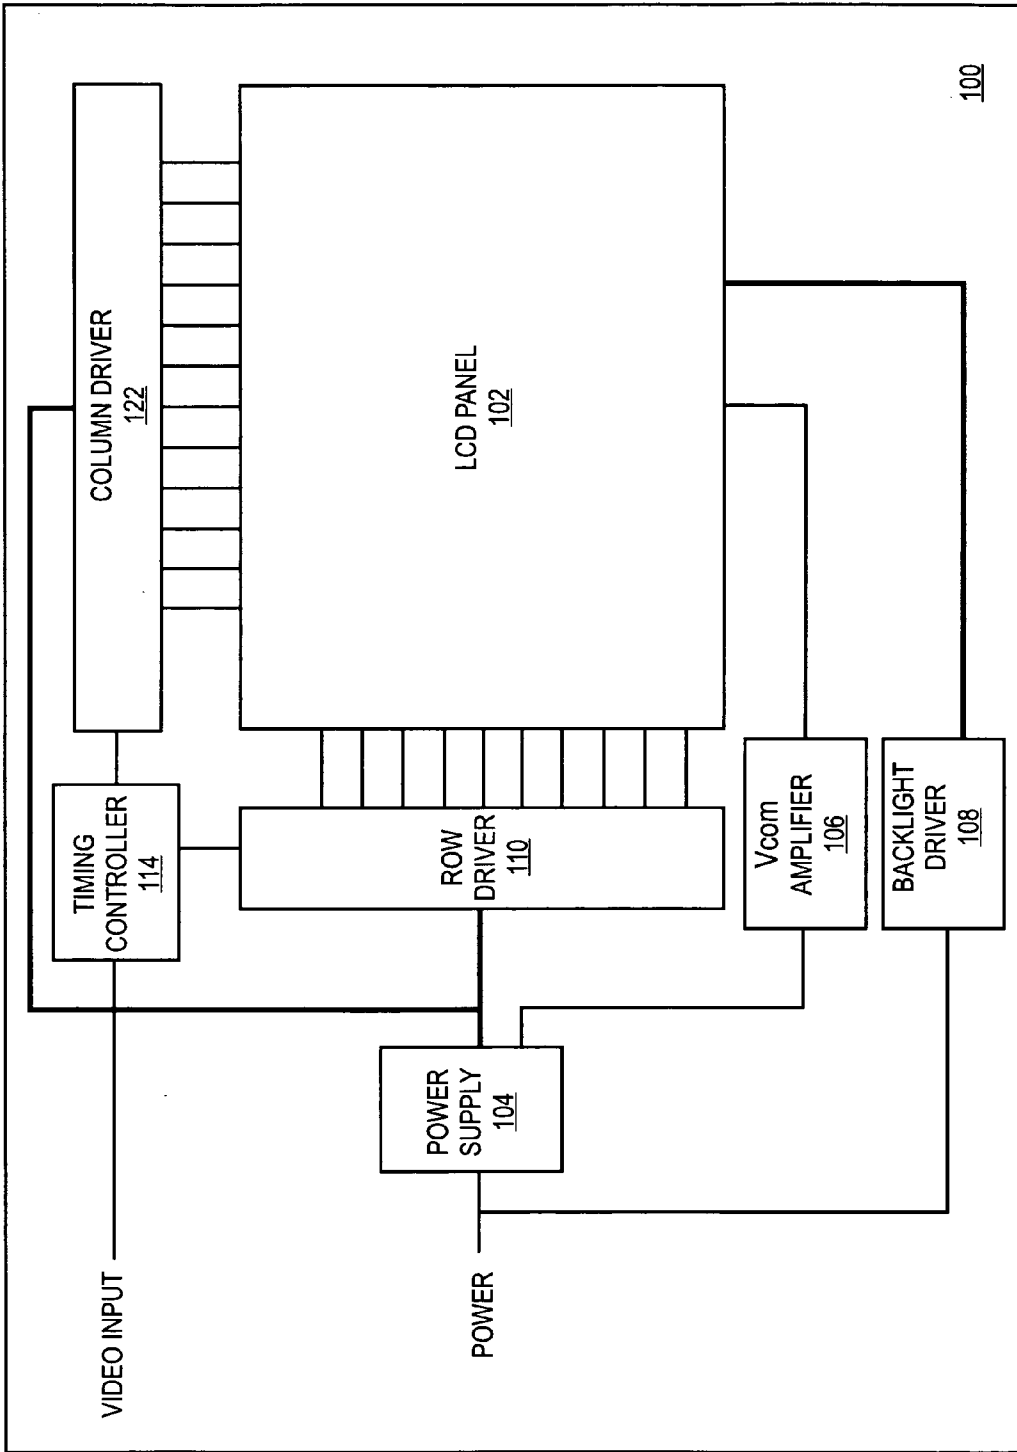 VIDEO INPUT
TIMING
CONTROLLER
114
COLUMN DRIVER
122
POWER
POWER
SUPPLY
104
ROW
DRIVER
110
LCD PANEL
102
Vcom
AMPLIFIER
106
BACKLIGHT
DRIVER
108
100